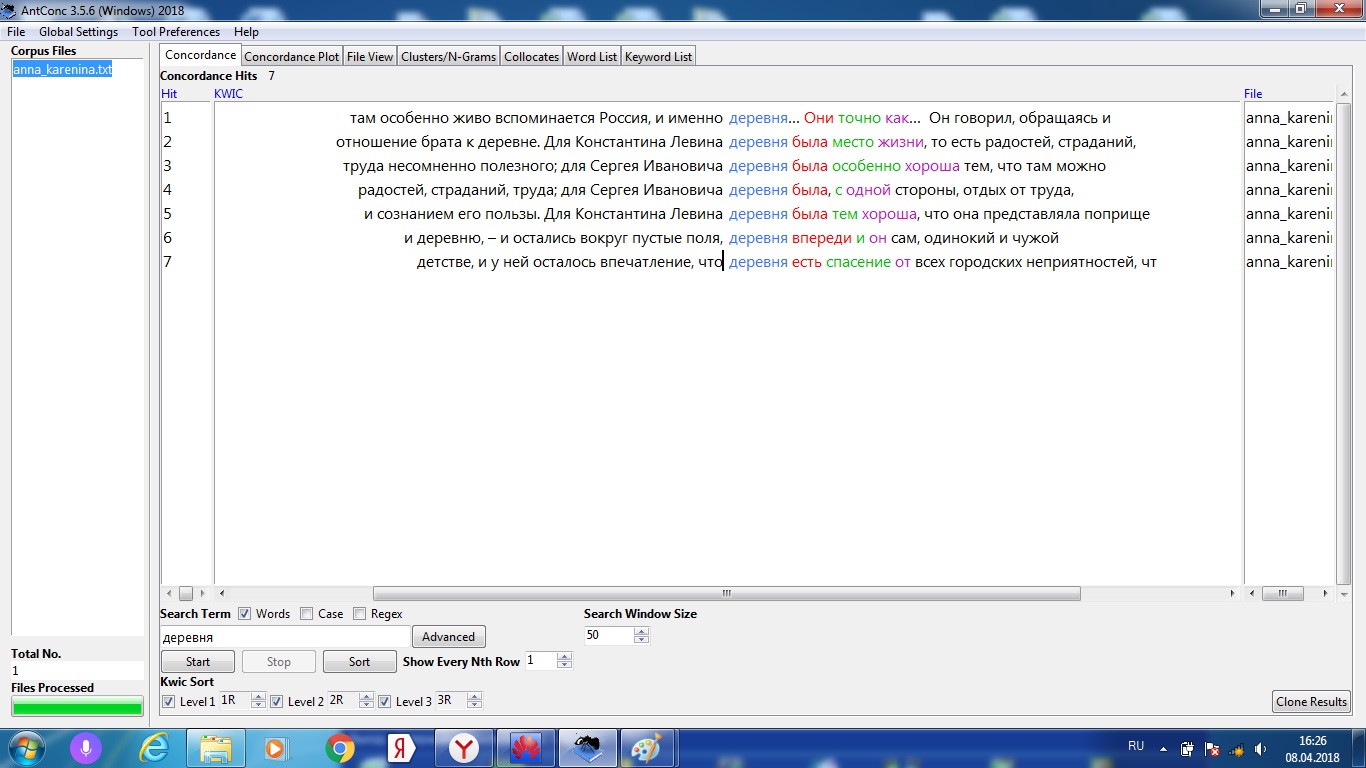 AntConc 3.5.6 (Windows) 2018
File Global Settings Tool Preferences Help
Corpus Files
anna_karenina.txt
Concordance Concordance Plot File View Clusters/N-Grams Collocates Word List Keyword List
Concordance Hits 7
Hit KWIC File
1 там особенно живо вспоминается Россия, и именно деревня... Они точно как... Он говорил, обращаясь и anna_kareni
2 отношение брата к деревне. Для Константина Левина деревня была место жизни, то есть радостей, страданий, anna_kareni
3 труда несомненно полезного; для Сергея Ивановича деревня была особенно хороша тем, что там можно anna_kareni
4 радостей, страданий, труда; для Сергея Ивановича деревня была, с одной стороны, отдых от труда, anna_kareni
5 и сознанием его пользы. Для Константина Левина деревня была тем хороша, что она представляла поприще anna_kareni
6 и деревню, – и остались вокруг пустые поля, деревня впереди и он сам, одинокий и чужой anna_kareni
7 детстве, и у ней осталось впечатление, что деревня есть спасение от всех городских неприятностей, чт anna_kareni
Search Term Words Case Regex Search Window Size
деревня Advanced 50
Start Stop Sort Show Every Nth Row 1
Kwic Sort
Level 1 1R Level 2 2R Level 3 3R Clone Results
Total No.
1
Files Processed
RU 16:26
08.04.2018